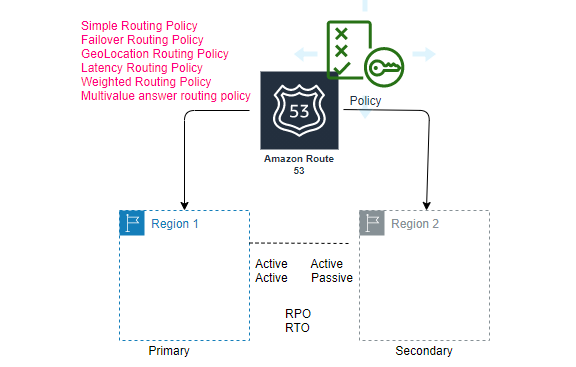 Simple Routing Policy
Failover Routing Policy
GeoLocation Routing Policy
Latency Routing Policy
Weighted Routing Policy
Multivalue answer routing policy
53
Policy
Amazon Route
53
Region 1
Region 2
Active Active
Active Passive
RPO
RTO
Primary
Secondary